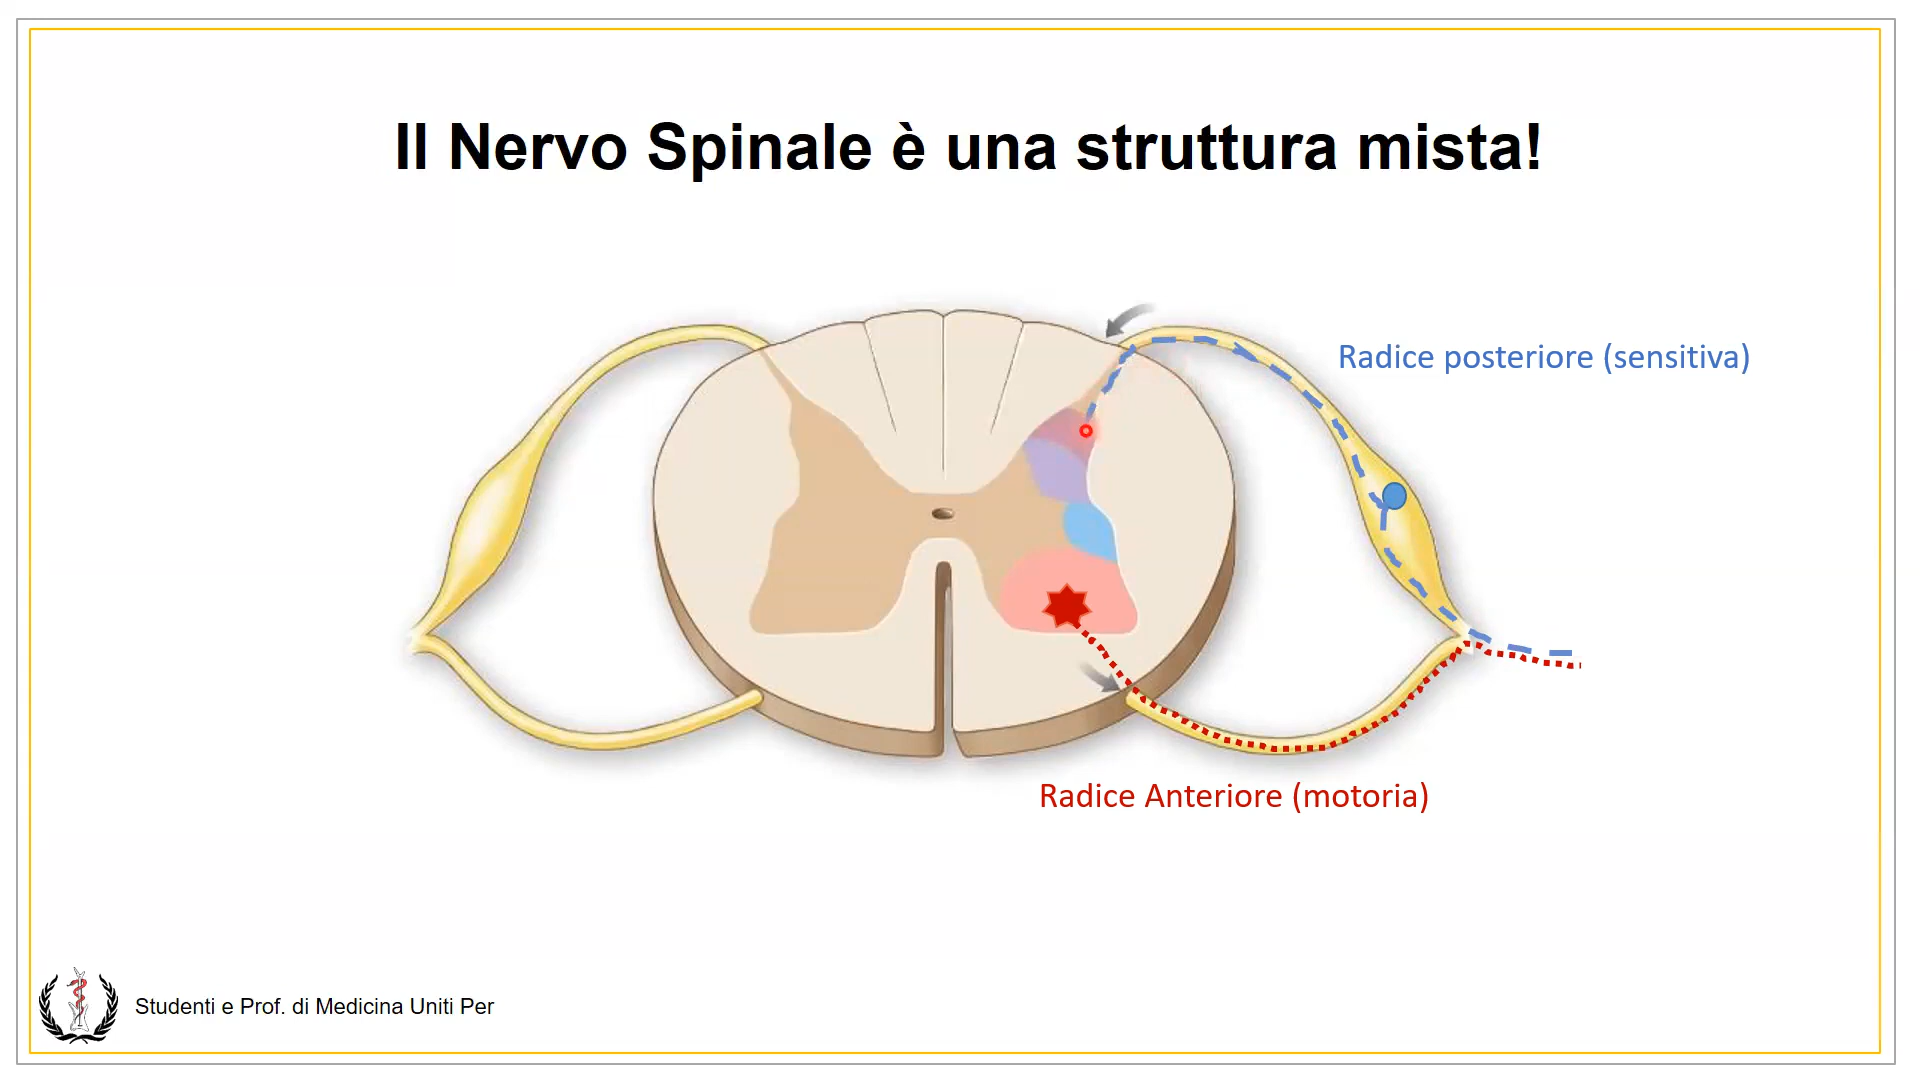 Il Nervo Spinale è una struttura mista!
Radice posteriore (sensitiva)
Radice Anteriore (motoria)
Studenti e Prof. di Medicina Uniti Per